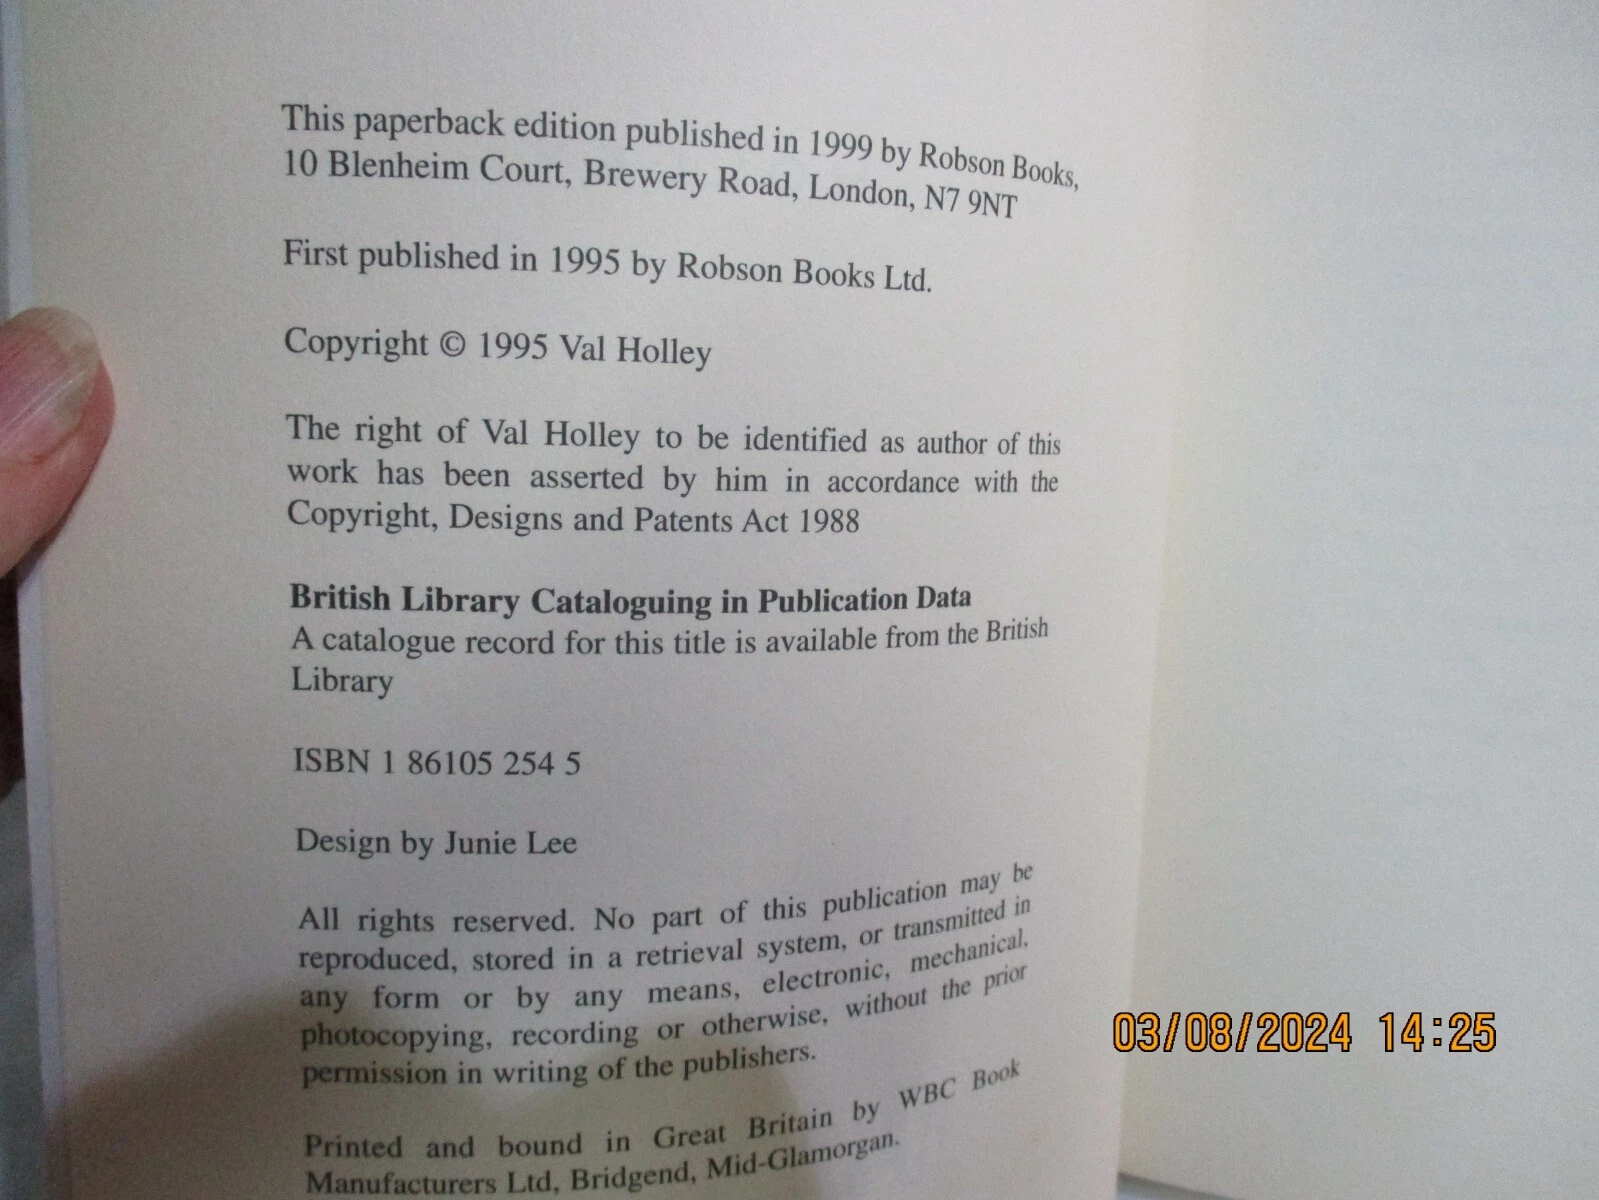 This paperback edition published in 1999 by Robson Books,
10 Blenheim Court, Brewery Road, London, N7 9NT
First published in 1995 by Robson Books Ltd.
Copyright © 1995 Val Holley
The right of Val Holley to be identified as author of this
work has been asserted by him in accordance with the
Copyright, Designs and Patents Act 1988
British Library Cataloguing in Publication Data
A catalogue record for this title is available from the British
Library
ISBN 1 86105 254 5
Design by Junie Lee
All rights reserved. No part of this publication may be
reproduced, stored in a retrieval system, or transmitted in
any form or by any means, electronic, mechanical,
photocopying, recording or otherwise, without the prior
permission in writing of the publishers.
Printed and bound in Great Britain by WBC Book
Manufacturers Ltd, Bridgend, Mid-Glamorgan.
03/08/2024 14:25